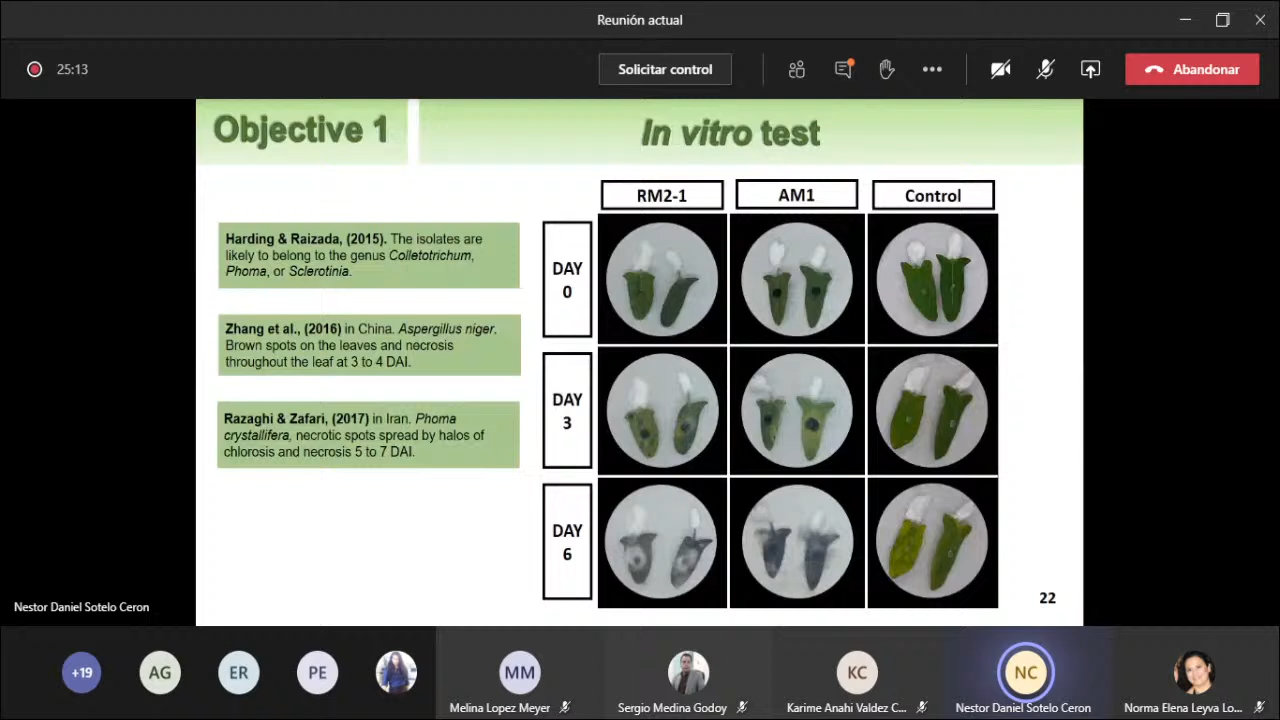 Reunión actual
25:13
Solicitar control
Abandonar
Objective 1
In vitro test
RM2-1
AM1
Control
Harding & Raizada, (2015). The isolates are
likely to belong to the genus Colletotrichum,
Phoma, or Sclerotinia.
DAY
0
Zhang et al., (2016) in China. Aspergillus niger.
Brown spots on the leaves and necrosis
throughout the leaf at 3 to 4 DAI.
DAY
3
Razaghi & Zafari, (2017) in Iran. Phoma
crystallifera, necrotic spots spread by halos of
chlorosis and necrosis 5 to 7 DAI.
DAY
6
22
Nestor Daniel Sotelo Ceron
+19
AG
ER
PE
MM
KC
NC
Melina Lopez Meyer
Sergio Medina Godoy
Karime Anahi Valdez C...
Nestor Daniel Sotelo Ceron
Norma Elena Leyva Lo...